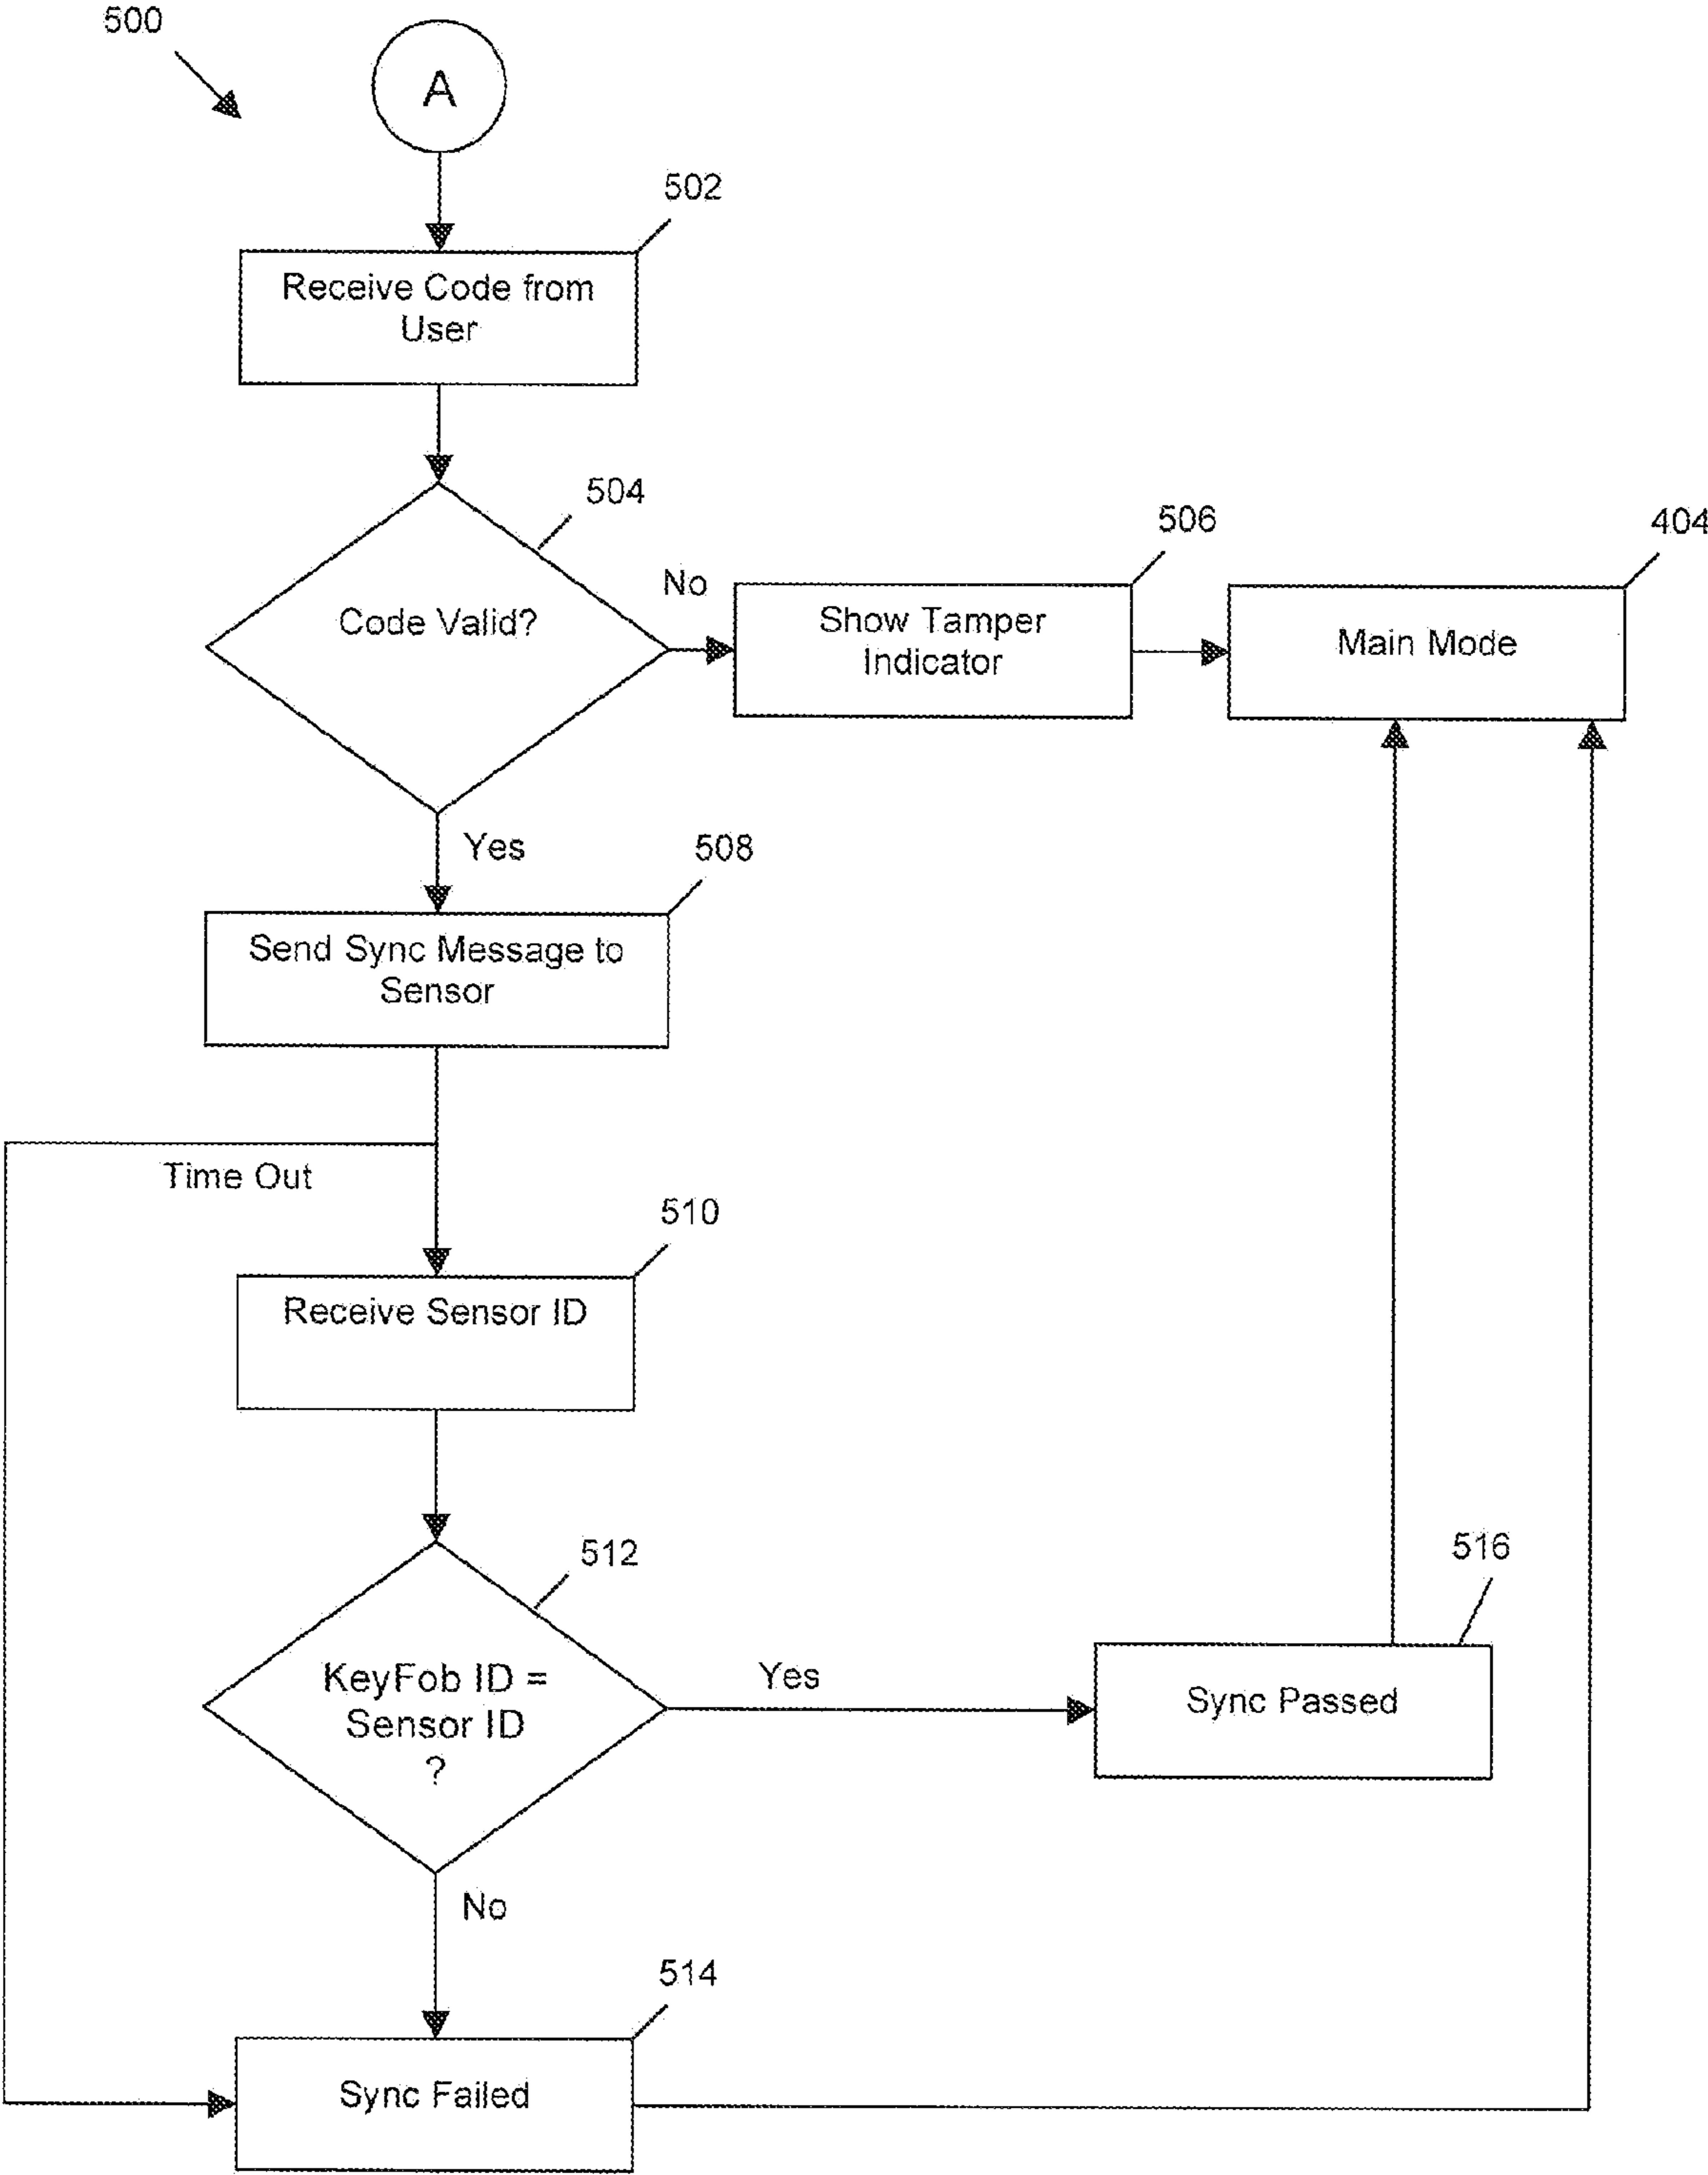 500
A
502
Receive Code from
User
504
Code Valid?
No
506
Show Tamper
Indicator
404
Main Mode
Yes
508
Send Sync Message to
Sensor
Time Out
510
Receive Sensor ID
512
KeyFob ID =
Sensor ID
?
Yes
516
Sync Passed
No
514
Sync Failed